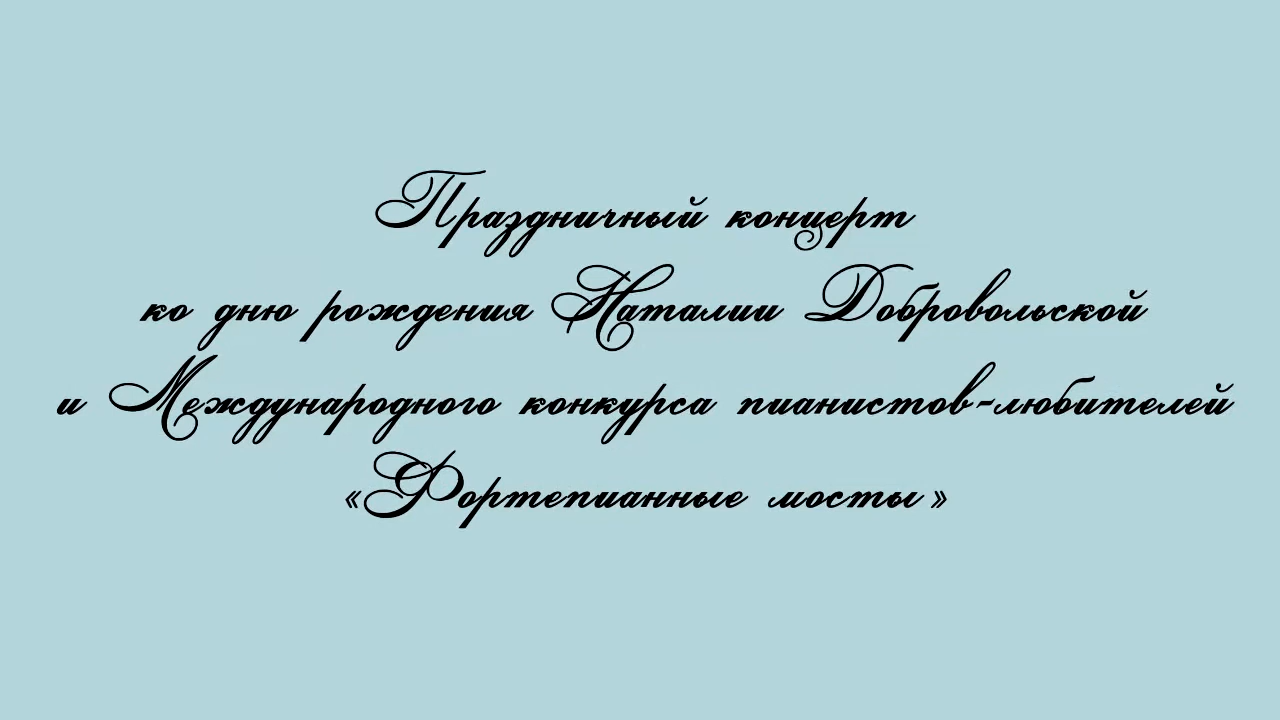 Праздничный концерт
ко дню рождения Наталии Добровольской
и Международного конкурса пианистов-любителей
«Фортепианные мосты»